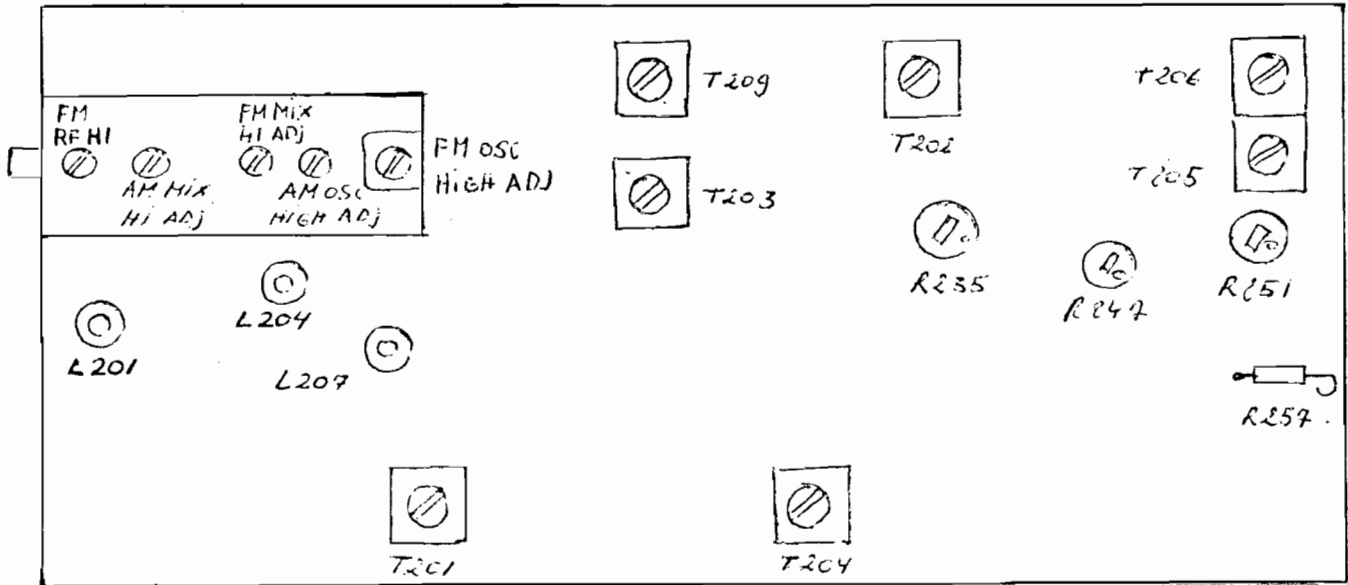 FM
RF HI
AM MIX
HI ADJ
FM MIX
HI ADJ
AM OSC
HIGH ADJ
FM OSC
HIGH ADJ
T209
T203
T202
T206
T205
R235
R247
R251
R257
L201
L204
L207
T201
T204